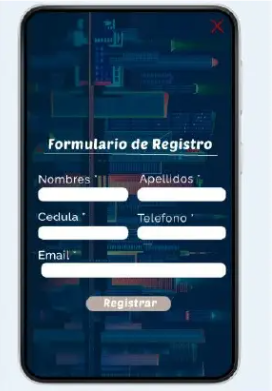 Formulario de Registro
Nombres * Apellidos *
Cedula * Telefono *
Email
Registrar